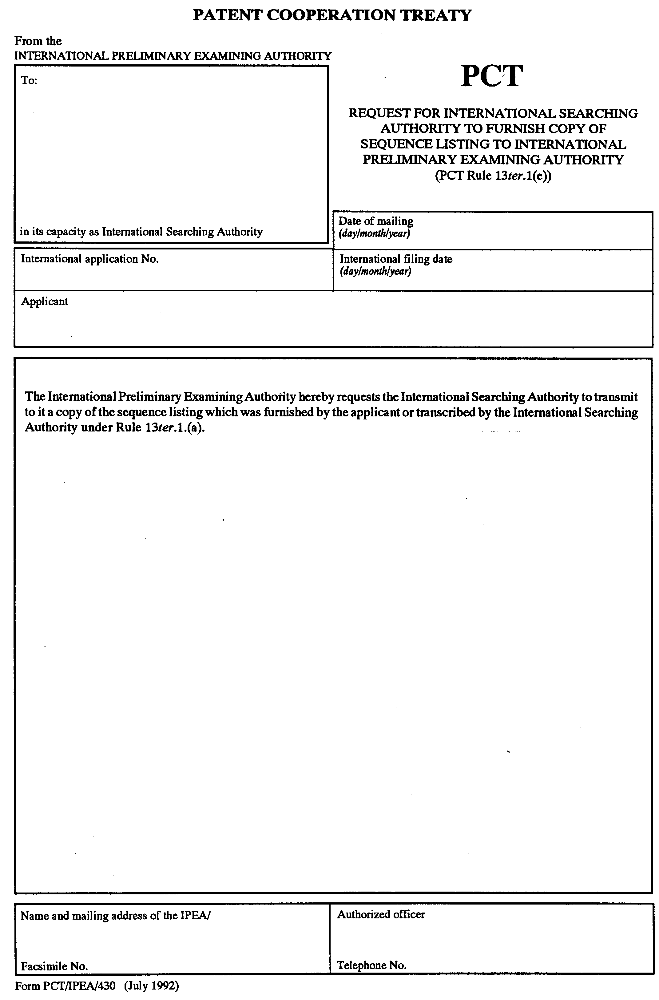 PATENT COOPERATION TREATY
From the
INTERNATIONAL PRELIMINARY EXAMINING AUTHORITY
To:
in its capacity as International Searching Authority
PCT
REQUEST FOR INTERNATIONAL SEARCHING
AUTHORITY TO FURNISH COPY OF
SEQUENCE LISTING TO INTERNATIONAL
PRELIMINARY EXAMINING AUTHORITY
(PCT Rule 13ter.1(e))
Date of mailing
(day/month/year)
International application No.
International filing date
(day/month/year)
Applicant
The International Preliminary Examining Authority hereby requests the International Searching Authority to transmit
to it a copy of the sequence listing which was furnished by the applicant or transcribed by the International Searching
Authority under Rule 13ter.1.(a).
Name and mailing address of the IPEA/
Facsimile No.
Authorized officer
Telephone No.
Form PCT/IPEA/430 (July 1992)